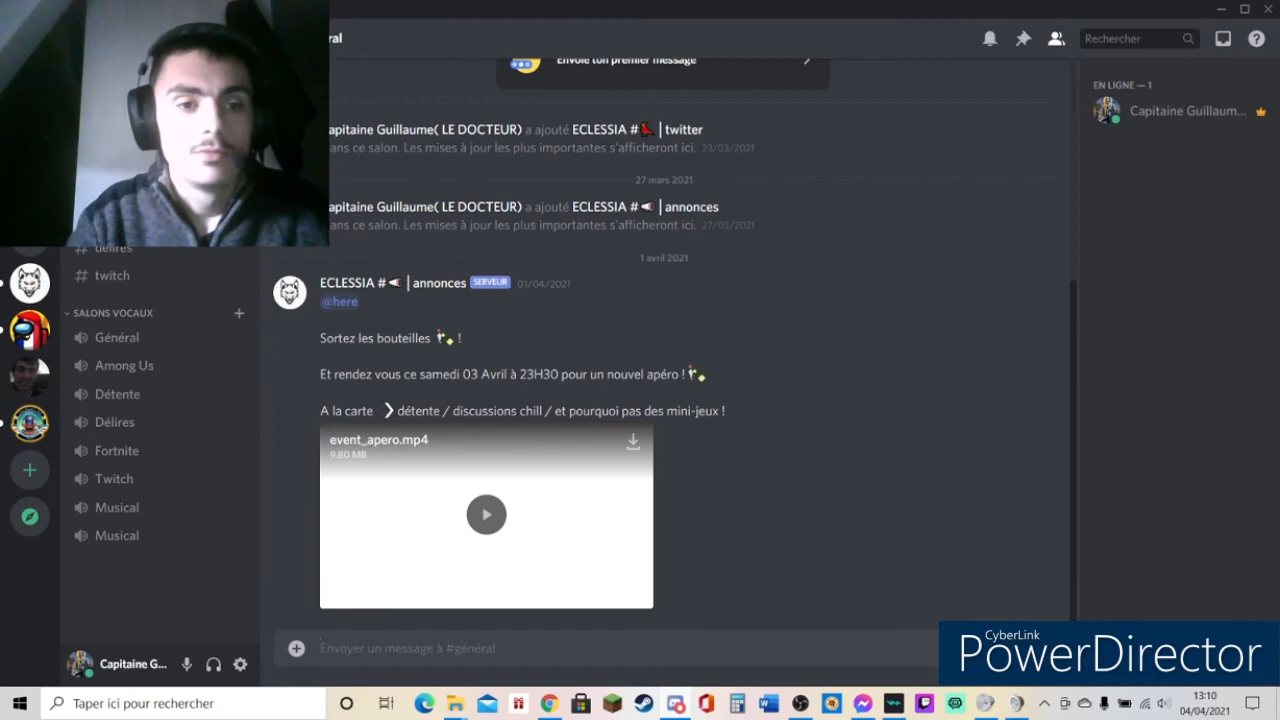 ral
Rechercher
Envoie ton premier message
EN LIGNE — 1
Capitaine Guillaum...
apitaine Guillaume( LE DOCTEUR) a ajouté ECLESSIA # | twitter
ans ce salon. Les mises à jour les plus importantes s'afficheront ici. 23/03/2021
27 mars 2021
apitaine Guillaume( LE DOCTEUR) a ajouté ECLESSIA # | annonces
ans ce salon. Les mises à jour les plus importantes s'afficheront ici. 27/03/2021
1 avril 2021
# délires
# twitch
SALONS VOCAUX
Général
Among Us
Détente
Délires
Fortnite
Twitch
Musical
Musical
ECLESSIA # | annonces SERVEUR 01/04/2021
@here
Sortez les bouteilles !
Et rendez vous ce samedi 03 Avril à 23H30 pour un nouvel apéro !
A la carte ❯ détente / discussions chill / et pourquoi pas des mini-jeux !
event_apero.mp4
9.80 MB
Envoyer un message à #général
Capitaine G...
CyberLink
PowerDirector
Taper ici pour rechercher
13:10
04/04/2021